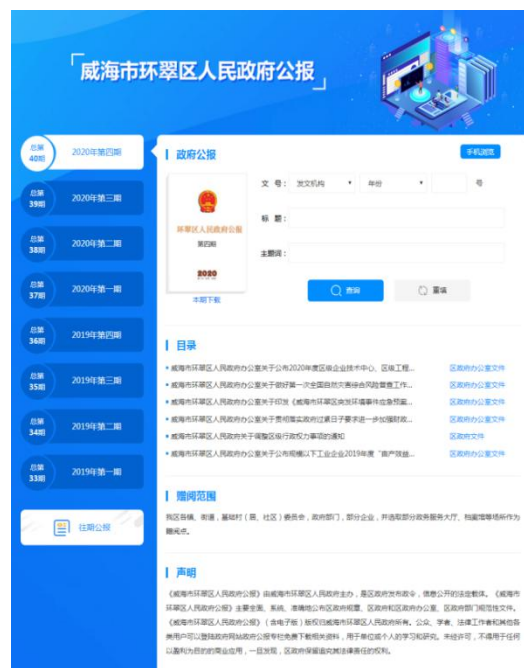 「威海市环翠区人民政府公报」
总第
40期
2020年第四期
总第
39期
2020年第三期
总第
38期
2020年第二期
总第
37期
2020年第一期
总第
36期
2019年第四期
总第
35期
2019年第三期
总第
34期
2019年第二期
总第
33期
2019年第一期
往期公报
政府公报
手机浏览
环翠区人民政府公报
第四期
2020
本期下载
文 号： 发文机构 年份 号
标 题：
主题词：
查询 重填
目录
威海市环翠区人民政府办公室关于公布2020年度区级企业技术中心、区级工程... 区政府办公室文件
威海市环翠区人民政府办公室关于做好第一次全国自然灾害综合风险普查工作... 区政府办公室文件
威海市环翠区人民政府办公室关于印发《威海市环翠区突发环境事件应急预案... 区政府办公室文件
威海市环翠区人民政府办公室关于贯彻落实政府过紧日子要求进一步加强财政... 区政府办公室文件
威海市环翠区人民政府关于调整区级行政权力事项的通知 区政府文件
威海市环翠区人民政府办公室关于公布规模以下工业企业2019年度“亩产效益... 区政府办公室文件
赠阅范围
我区各镇、街道，基础村（居、社区）委员会，政府部门，部分企业，并选取部分政务服务大厅、档案馆等场所作为
赠阅点。
声明
《威海市环翠区人民政府公报》由威海市环翠区人民政府主办，是区政府发布政令，信息公开的法定载体。《威海市
环翠区人民政府公报》主要全面、系统、准确地公布区政府规章、区政府和区政府办公室、区政府部门规范性文件。
《威海市环翠区人民政府公报》（含电子版）版权归威海市环翠区人民政府所有。公众、学者、法律工作者和其他各
类用户可以登陆政府网站政府公报专栏免费下载相关资料，用于单位或个人的学习和研究。未经许可，不得用于任何
以盈利为目的的商业应用，一旦发现，区政府保留追究其法律责任的权利。